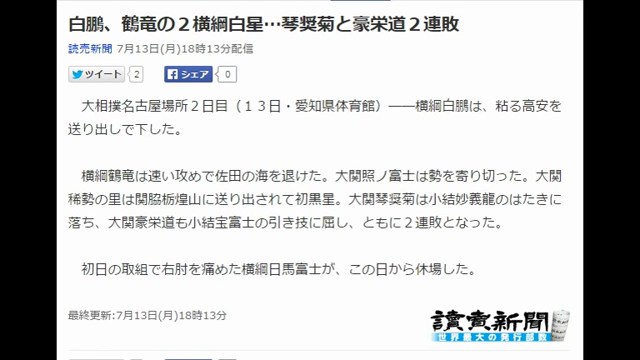 白鵬、鶴竜の２横綱白星…琴奨菊と豪栄道２連敗
読売新聞 7月13日(月)18時13分配信
ツイート 2 シェア 0
大相撲名古屋場所２日目（１３日・愛知県体育館）――横綱白鵬は、粘る高安を
送り出しで下した。
横綱鶴竜は速い攻めで佐田の海を退けた。大関照ノ富士は勢を寄り切った。大関
稀勢の里は関脇栃煌山に送り出されて初黒星。大関琴奨菊は小結妙義龍のはたきに
落ち、大関豪栄道も小結宝富士の引き技に屈し、ともに２連敗となった。
初日の取組で右肘を痛めた横綱日馬富士が、この日から休場した。
最終更新:7月13日(月)18時13分
讀賣新聞
世界最大の発行部数